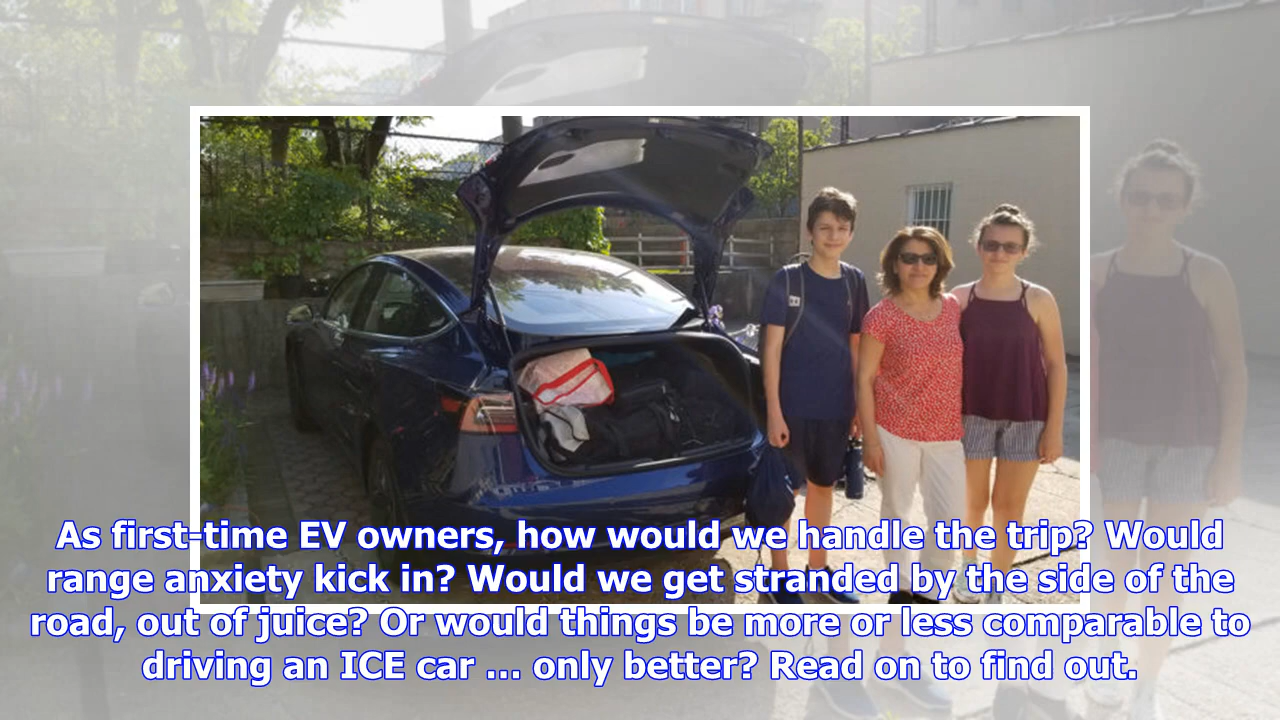 As first-time EV owners, how would we handle the trip? Would
range anxiety kick in? Would we get stranded by the side of the
road, out of juice? Or would things be more or less comparable to
driving an ICE car ... only better? Read on to find out.